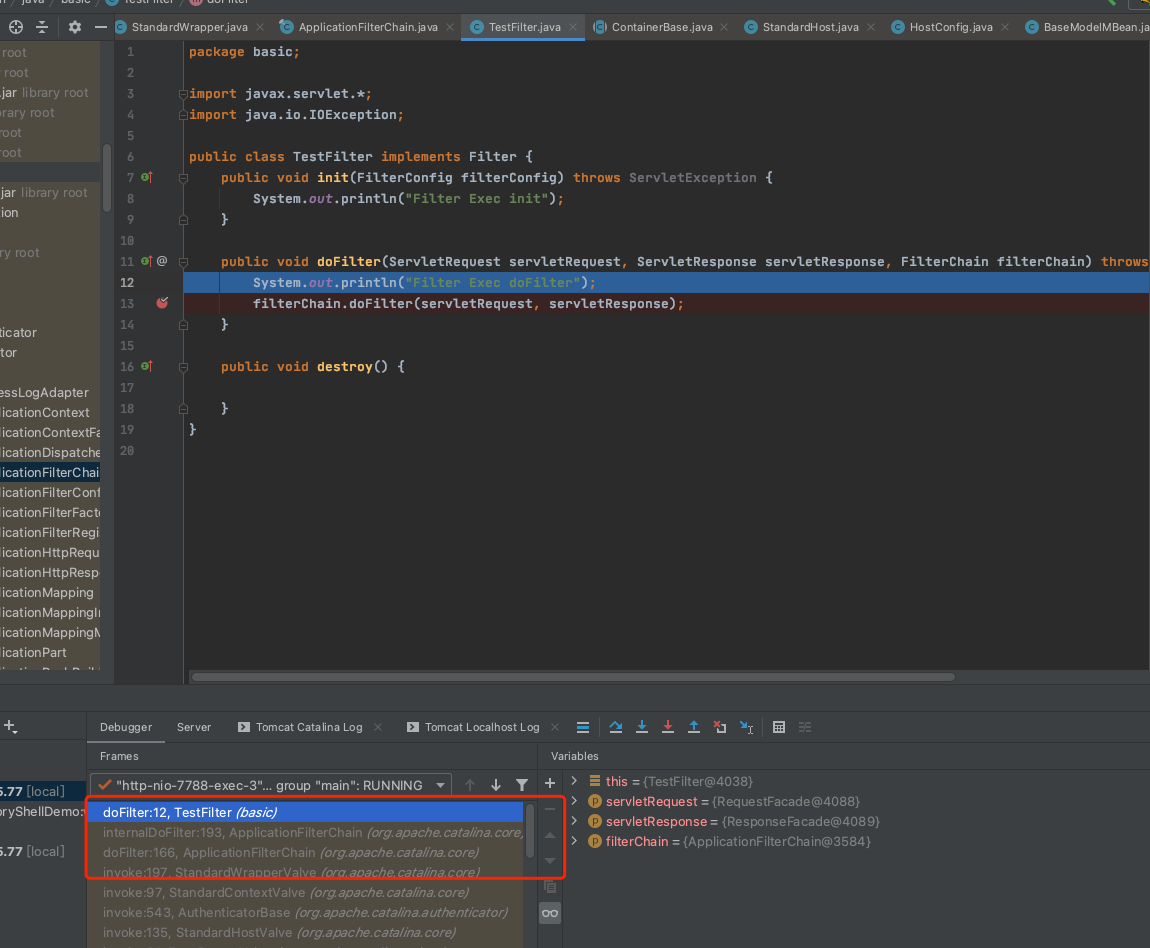 java basic TestFilter doFilter
StandardWrapper.java ApplicationFilterChain.java TestFilter.java ContainerBase.java StandardHost.java HostConfig.java BaseModelMBean.ja
root
root
.jar library root
rary root
root
root
jar library root
tion
ry root
ticator
tor
essLogAdapter
licationContext
licationContextFa
licationDispatche
licationFilterChai
licationFilterConf
licationFilterFact
licationFilterRegi
licationHttpRequ
licationHttpResp
licationMapping
licationMappingI
licationMappingM
licationPart
1 package basic;
2
3 import javax.servlet.*;
4 import java.io.IOException;
5
6 public class TestFilter implements Filter {
7 public void init(FilterConfig filterConfig) throws ServletException {
8 System.out.println("Filter Exec init");
9 }
10
11 @ public void doFilter(ServletRequest servletRequest, ServletResponse servletResponse, FilterChain filterChain) throws
12 System.out.println("Filter Exec doFilter");
13 filterChain.doFilter(servletRequest, servletResponse);
14 }
15
16 public void destroy() {
17
18 }
19 }
20
Debugger Server Tomcat Catalina Log Tomcat Localhost Log
Frames
Variables
5.77 [local]
oryShellDemo:
5.77 [local]
"http-nio-7788-exec-3"... group "main": RUNNING
doFilter:12, TestFilter (basic)
internalDoFilter:193, ApplicationFilterChain (org.apache.catalina.core,
doFilter:166, ApplicationFilterChain (org.apache.catalina.core)
invoke:197, StandardWrapperValve (org.apache.catalina.core)
invoke:97, StandardContextValve (org.apache.catalina.core)
invoke:543, AuthenticatorBase (org.apache.catalina.authenticator)
invoke:135, StandardHostValve (org.apache.catalina.core)
this = {TestFilter@4038}
servletRequest = {RequestFacade@4088}
servletResponse = {ResponseFacade@4089}
filterChain = {ApplicationFilterChain@3584}